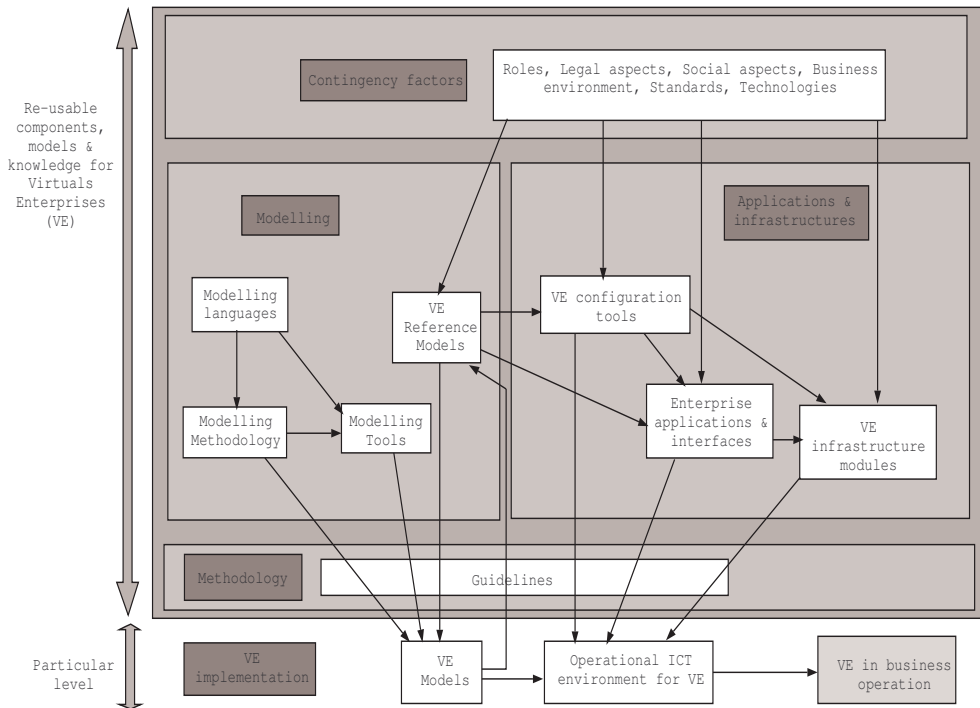 Contingency factors
Roles, Legal aspects, Social aspects, Business
environment, Standards, Technologies
Re-usable
components,
models &
knowledge for
Virtuals
Enterprises
(VE)
Modelling
Applications &
infrastructures
Modelling
languages
VE
Reference
Models
VE configuration
tools
Modelling
Methodology
Modelling
Tools
Enterprise
applications &
interfaces
VE
infrastructure
modules
Methodology
Guidelines
Particular
level
VE
implementation
VE
Models
Operational ICT
environment for VE
VE in business
operation